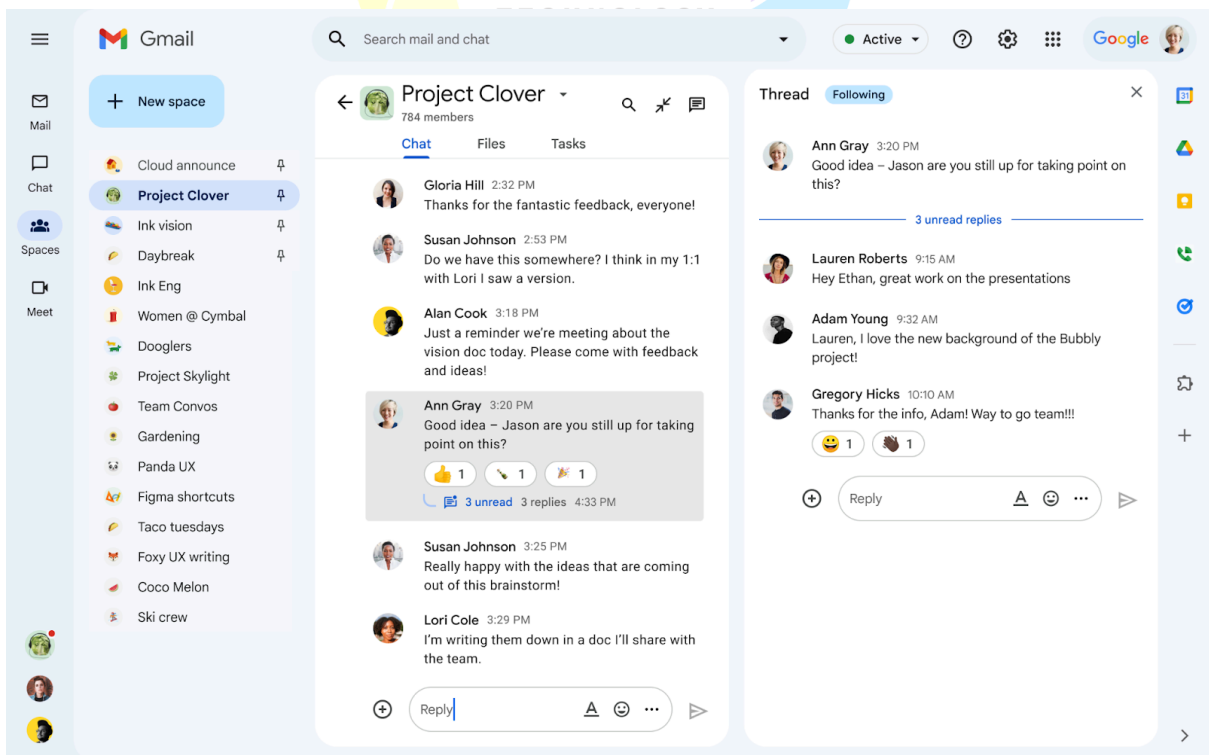 Gmail
Search mail and chat
Active
Google
Mail
Chat
Spaces
Meet
New space
Cloud announce
Project Clover
Ink vision
Daybreak
Ink Eng
Women @ Cymbal
Dooglers
Project Skylight
Team Convos
Gardening
Panda UX
Figma shortcuts
Taco tuesdays
Foxy UX writing
Coco Melon
Ski crew
Project Clover
784 members
Chat Files Tasks
Gloria Hill 2:32 PM
Thanks for the fantastic feedback, everyone!
Susan Johnson 2:53 PM
Do we have this somewhere? I think in my 1:1
with Lori I saw a version.
Alan Cook 3:18 PM
Just a reminder we're meeting about the
vision doc today. Please come with feedback
and ideas!
Ann Gray 3:20 PM
Good idea – Jason are you still up for taking
point on this?
1 1 1
3 unread 3 replies 4:33 PM
Susan Johnson 3:25 PM
Really happy with the ideas that are coming
out of this brainstorm!
Lori Cole 3:29 PM
I'm writing them down in a doc I'll share with
the team.
Reply
Thread Following
Ann Gray 3:20 PM
Good idea – Jason are you still up for taking point on
this?
3 unread replies
Lauren Roberts 9:15 AM
Hey Ethan, great work on the presentations
Adam Young 9:32 AM
Lauren, I love the new background of the Bubbly
project!
Gregory Hicks 10:10 AM
Thanks for the info, Adam! Way to go team!!!
1 1
Reply
31